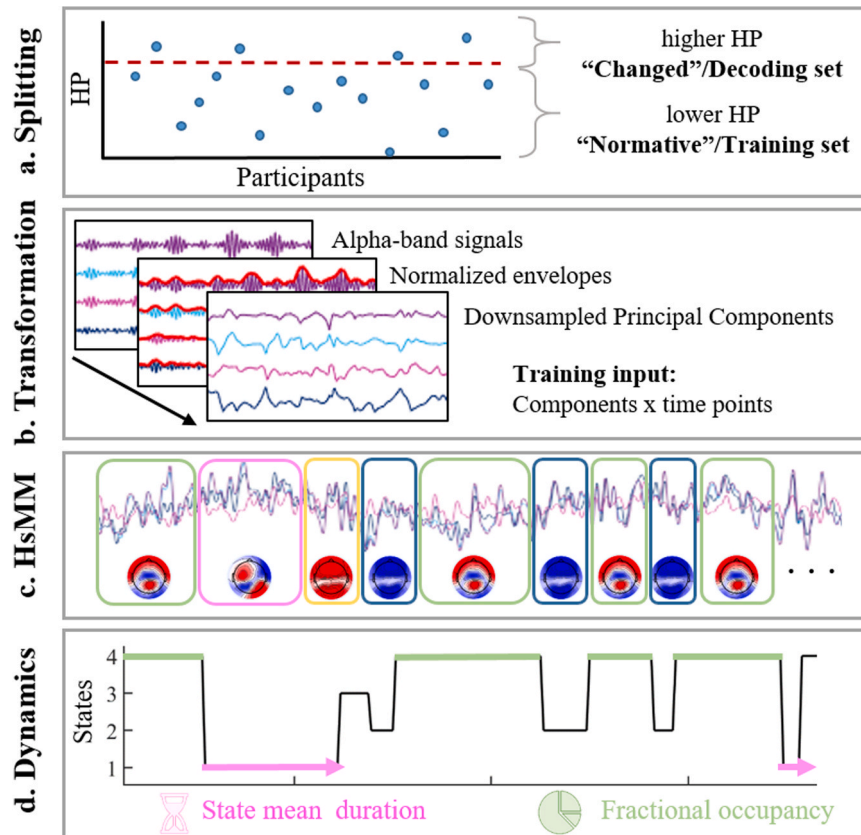 a. Splitting
HP
Participants
higher HP
“Changed”/Decoding set
lower HP
“Normative”/Training set
b. Transformation
Alpha-band signals
Normalized envelopes
Downsampled Principal Components
Training input:
Components x time points
c. HsMM
. . .
d. Dynamics
States
4
3
2
1
State mean duration
Fractional occupancy